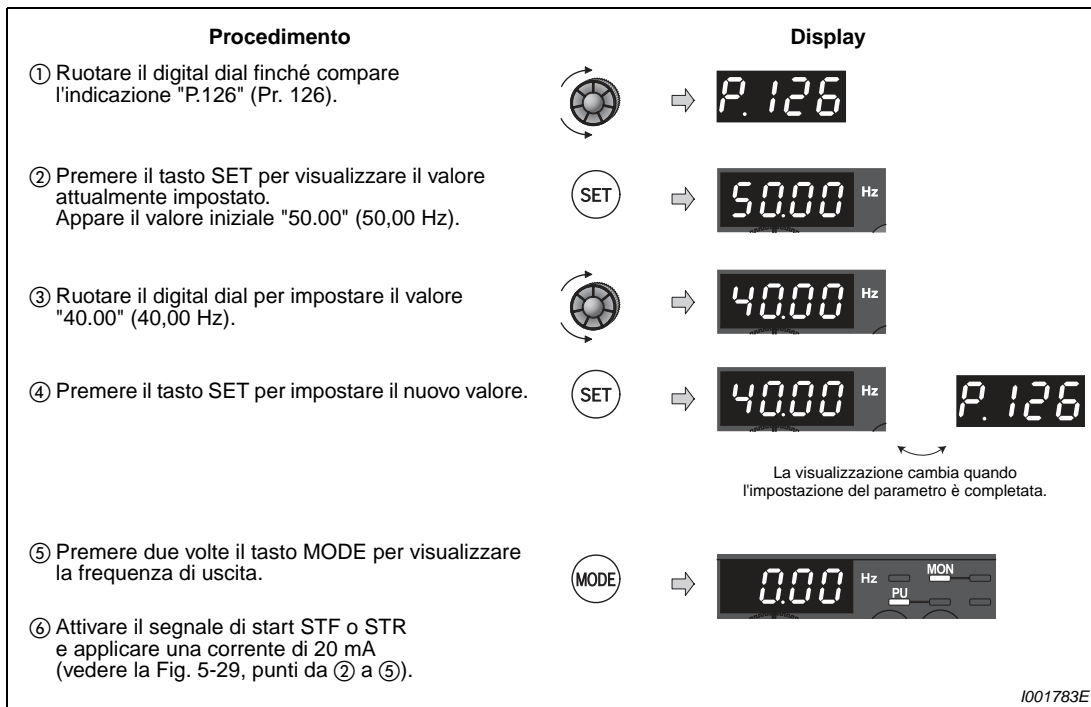 Procedimento
Display
① Ruotare il digital dial finché compare
l'indicazione "P.126" (Pr. 126).
P.126
② Premere il tasto SET per visualizzare il valore
attualmente impostato.
Appare il valore iniziale "50.00" (50,00 Hz).
SET
50.00 Hz
③ Ruotare il digital dial per impostare il valore
"40.00" (40,00 Hz).
40.00 Hz
④ Premere il tasto SET per impostare il nuovo valore.
SET
40.00 Hz
P.126
La visualizzazione cambia quando
l'impostazione del parametro è completata.
⑤ Premere due volte il tasto MODE per visualizzare
la frequenza di uscita.
MODE
0.00 Hz
MON
PU
⑥ Attivare il segnale di start STF o STR
e applicare una corrente di 20 mA
(vedere la Fig. 5-29, punti da ② a ⑤).
I001783E